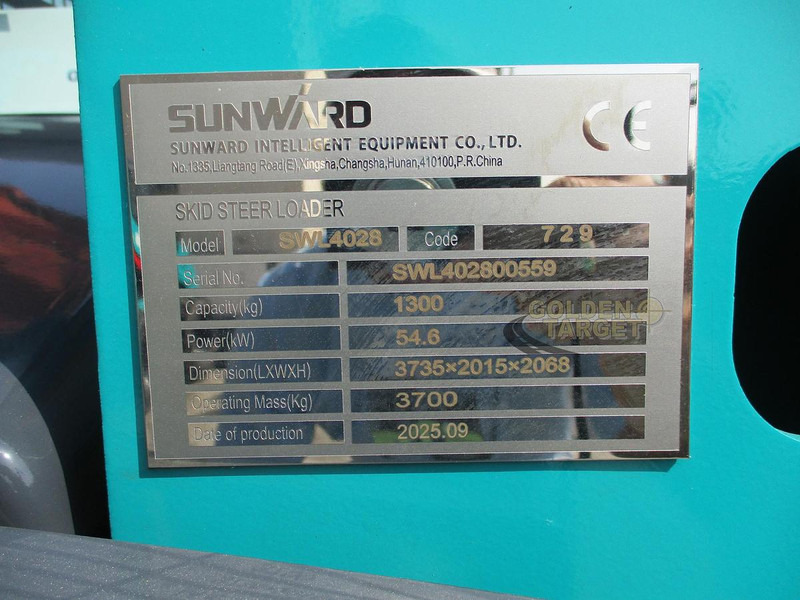 SUNWARD
CE
SUNWARD INTELLIGENT EQUIPMENT CO., LTD.
No.1335,Liangtang Road(E),Xingsha,Changsha,Hunan,410100,P.R.China
SKID STEER LOADER
Model SWL4028 Code 729
Serial No. SWL402800559
Capacity(kg) 1300
Power(kW) 54.6
Dimension(LXWXH) 3735×2015×2068
Operating Mass(Kg) 3700
Date of production 2025.09
GOLDEN
TARGET